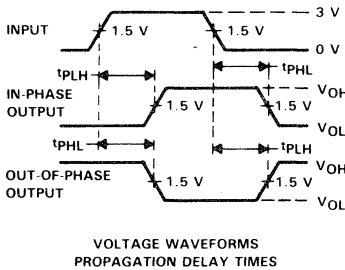 3 V
INPUT 1.5 V 1.5 V
0 V
tPLH tPHL
IN-PHASE OUTPUT 1.5 V 1.5 V
VOH
VOL
tPHL tPLH
OUT-OF-PHASE OUTPUT 1.5 V 1.5 V
VOH
VOL
VOLTAGE WAVEFORMS
PROPAGATION DELAY TIMES